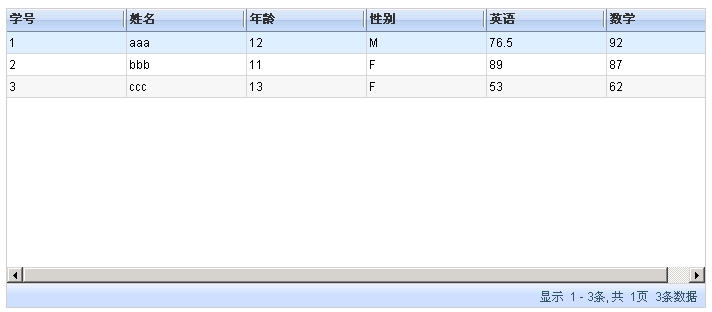 学号 姓名 年龄 性别 英语 数学
1 aaa 12 M 76.5 92
2 bbb 11 F 89 87
3 ccc 13 F 53 62
显示 1 - 3条, 共 1页 3条数据